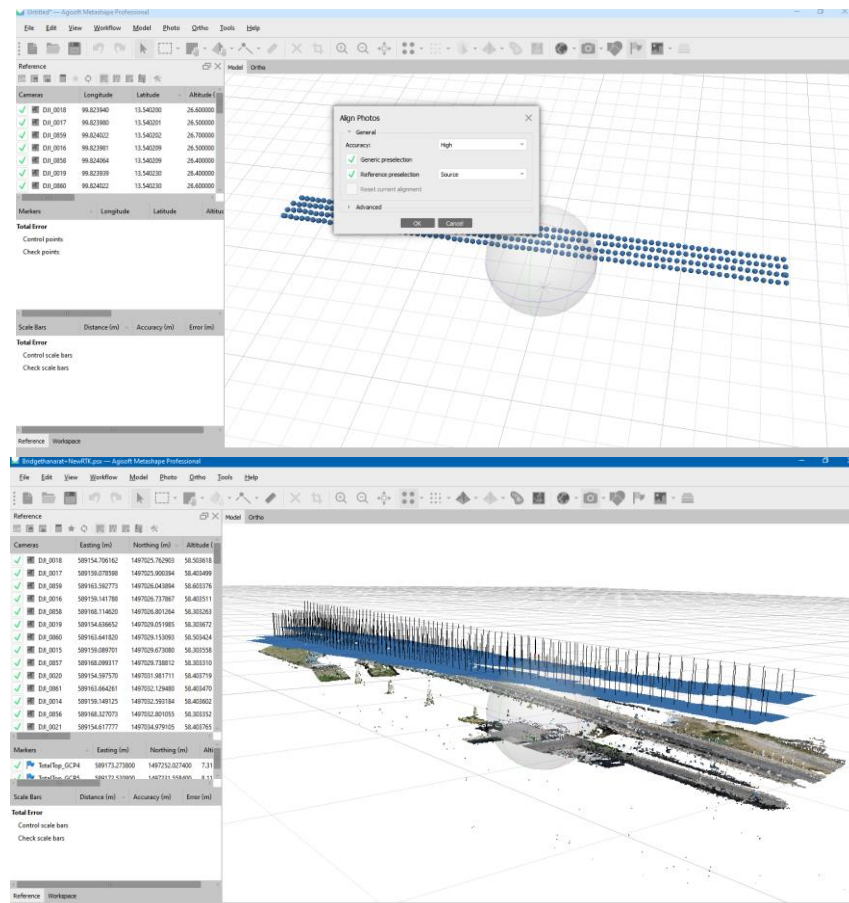 Untitled* — Agisoft Metashape Professional
File Edit View Workflow Model Photo Ortho Tools Help
Reference
Model Ortho
Cameras Longitude Latitude Altitude (
DJI_0018 99.823940 13.540200 26.600000
DJI_0017 99.823980 13.540201 26.500000
DJI_0859 99.824022 13.540202 26.700000
DJI_0016 99.823981 13.540209 26.500000
DJI_0858 99.824064 13.540209 26.400000
DJI_0019 99.823939 13.540230 26.400000
DJI_0860 99.824022 13.540230 26.600000
Align Photos
General
Accuracy: High
Generic preselection
Reference preselection Source
Reset current alignment
Advanced
OK Cancel
Markers Longitude Latitude Altitu
Total Error
Control points
Check points
Scale Bars Distance (m) Accuracy (m) Error (m)
Total Error
Control scale bars
Check scale bars
Reference Workspace
Bridgethanarat+NewRTK.psx — Agisoft Metashape Professional
File Edit View Workflow Model Photo Ortho Tools Help
Reference
Model Ortho
Cameras Easting (m) Northing (m) Altitude (
DJI_0018 589154.706162 1497025.762903 58.503618
DJI_0017 589159.078598 1497025.900394 58.403499
DJI_0859 589163.592773 1497026.043894 58.603376
DJI_0016 589159.141788 1497026.737867 58.403511
DJI_0858 589168.114620 1497026.801264 58.303263
DJI_0019 589154.636652 1497029.051985 58.303672
DJI_0860 589163.641820 1497029.153093 58.503424
DJI_0015 589159.089701 1497029.673080 58.303558
DJI_0857 589168.099317 1497029.738812 58.303310
DJI_0020 589154.597570 1497031.981711 58.403719
DJI_0861 589163.664261 1497032.129480 58.403470
DJI_0014 589159.149125 1497032.593184 58.403602
DJI_0856 589168.327073 1497032.801055 58.303352
DJI_0021 589154.617777 1497034.979105 58.403765
Markers Easting (m) Northing (m) Alti
TotalTop_GCP4 589173.273800 1497252.027400 7.31
Scale Bars Distance (m) Accuracy (m) Error (m)
Total Error
Control scale bars
Check scale bars
Reference Workspace